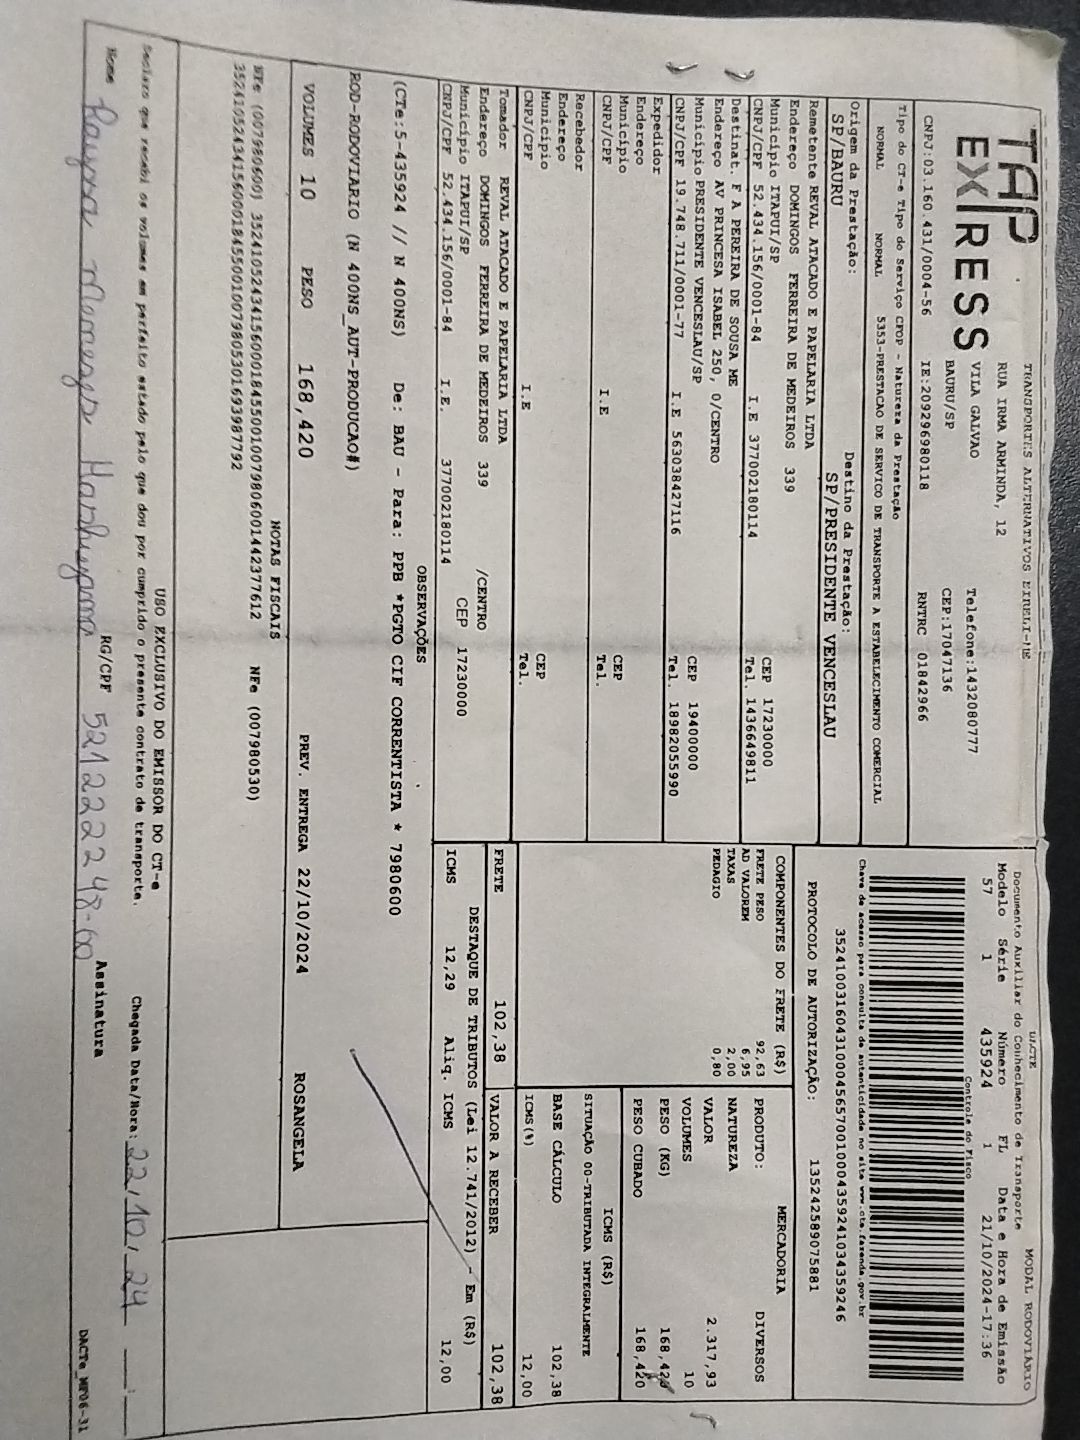 TAP EXPRESS
TRANSPORTES ALTERNATIVOS EIRELI-ME
RUA IRMA ARMINDA, 12
VILA GALVAO
BAURU/SP
Telefone:1432080777
CEP:17047136
CNPJ:03.160.431/0004-56 IE:209296980118 RNTRC 01842966
DACTE MODAL RODOVIÁRIO
Documento Auxiliar do Conhecimento de Transporte
Modelo Série Número FL Data e Hora de Emissão
57 1 435924 1 21/10/2024-17:36
Controle do Fisco
Chave de acesso para consulta de autenticidade no site www.cte.fazenda.gov.br
PROTOCOLO DE AUTORIZAÇÃO: 135242589075881
Tipo do CT-e Tipo do Serviço CFOP - Natureza da Prestação
NORMAL NORMAL 5353-PRESTACAO DE SERVICO DE TRANSPORTE A ESTABELECIMENTO COMERCIAL
Origem da Prestação: Destino da Prestação:
SP/BAURU SP/PRESIDENTE VENCESLAU
Remetente REVAL ATACADO E PAPELARIA LTDA
Endereço DOMINGOS FERREIRA DE MEDEIROS 339
Município ITAPUI/SP CEP 17230000
CNPJ/CPF 52.434.156/0001-84 I.E 377002180114 Tel. 1436649811
Destinat. F A PEREIRA DE SOUSA ME
Endereço AV PRINCESA ISABEL 250, 0/CENTRO
Município PRESIDENTE VENCESLAU/SP CEP 19400000
CNPJ/CPF 19.748.711/0001-77 I.E 563038427116 Tel. 18982055990
Expedidor
Endereço
Município CEP
CNPJ/CPF I.E Tel.
Recebedor
Endereço
Município CEP
CNPJ/CPF I.E Tel.
Tomador REVAL ATACADO E PAPELARIA LTDA
Endereço DOMINGOS FERREIRA DE MEDEIROS 339 /CENTRO
Município ITAPUI/SP CEP 17230000
CNPJ/CPF 52.434.156/0001-84 I.E. 377002180114
COMPONENTES DO FRETE (R$)
FRETE PESO 92,63
AD VALOREM 6,95
TAXAS 2,00
PEDAGIO 0,80
MERCADORIA
PRODUTO: DIVERSOS
NATUREZA
VALOR 2.317,93
VOLUMES 10
PESO (KG) 168,420
PESO CUBADO 168,420
ICMS (R$)
SITUAÇÃO 00-TRIBUTADA INTEGRALMENTE
BASE CÁLCULO 102,38
ICMS(%) 12,00
FRETE 102,38 VALOR A RECEBER 102,38
DESTAQUE DE TRIBUTOS (Lei 12.741/2012) - Em (R$)
ICMS 12,29 Aliq. ICMS 12,00
OBSERVAÇÕES
(CTe:5-435924 // N 400NS) De: BAU - Para: PPB *PGTO CIF CORRENTISTA * 7980600
ROD-RODOVIARIO (N 400NS_AUT-PRODUCAO#)
VOLUMES 10 PESO 168,420 PREV. ENTREGA 22/10/2024 ROSANGELA
NOTAS FISCAIS
NFe (007980600) 35241052434156000184550010079806001442377612 NFe (007980530)
35241052434156000184550010079805301693987792
USO EXCLUSIVO DO EMISSOR DO CT-e
Declaro que recebi os volumes em perfeito estado pelo que dou por cumprido o presente contrato de transporte. Chegada Data/Hora: 22/10/24
Nome Menezes RG/CPF Assinatura
DACTe_MF06-31